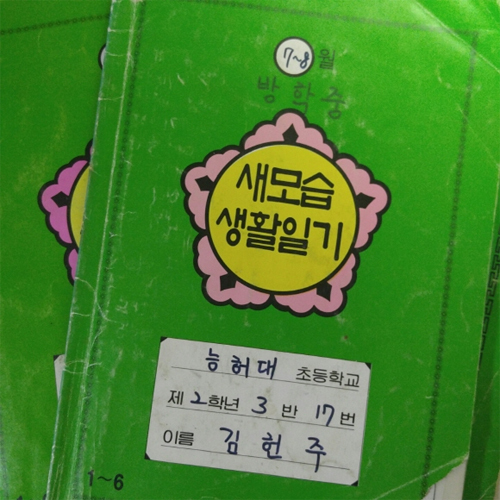 7~8월
방학중
새모습
생활일기
능허대 초등학교
제 2학년 3 반 17번
이름 김헌주
1~6